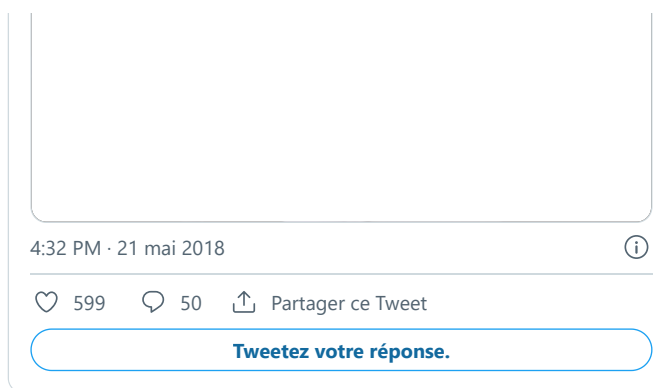 4:32 PM · 21 mai 2018
599 50 Partager ce Tweet
Tweetez votre réponse.